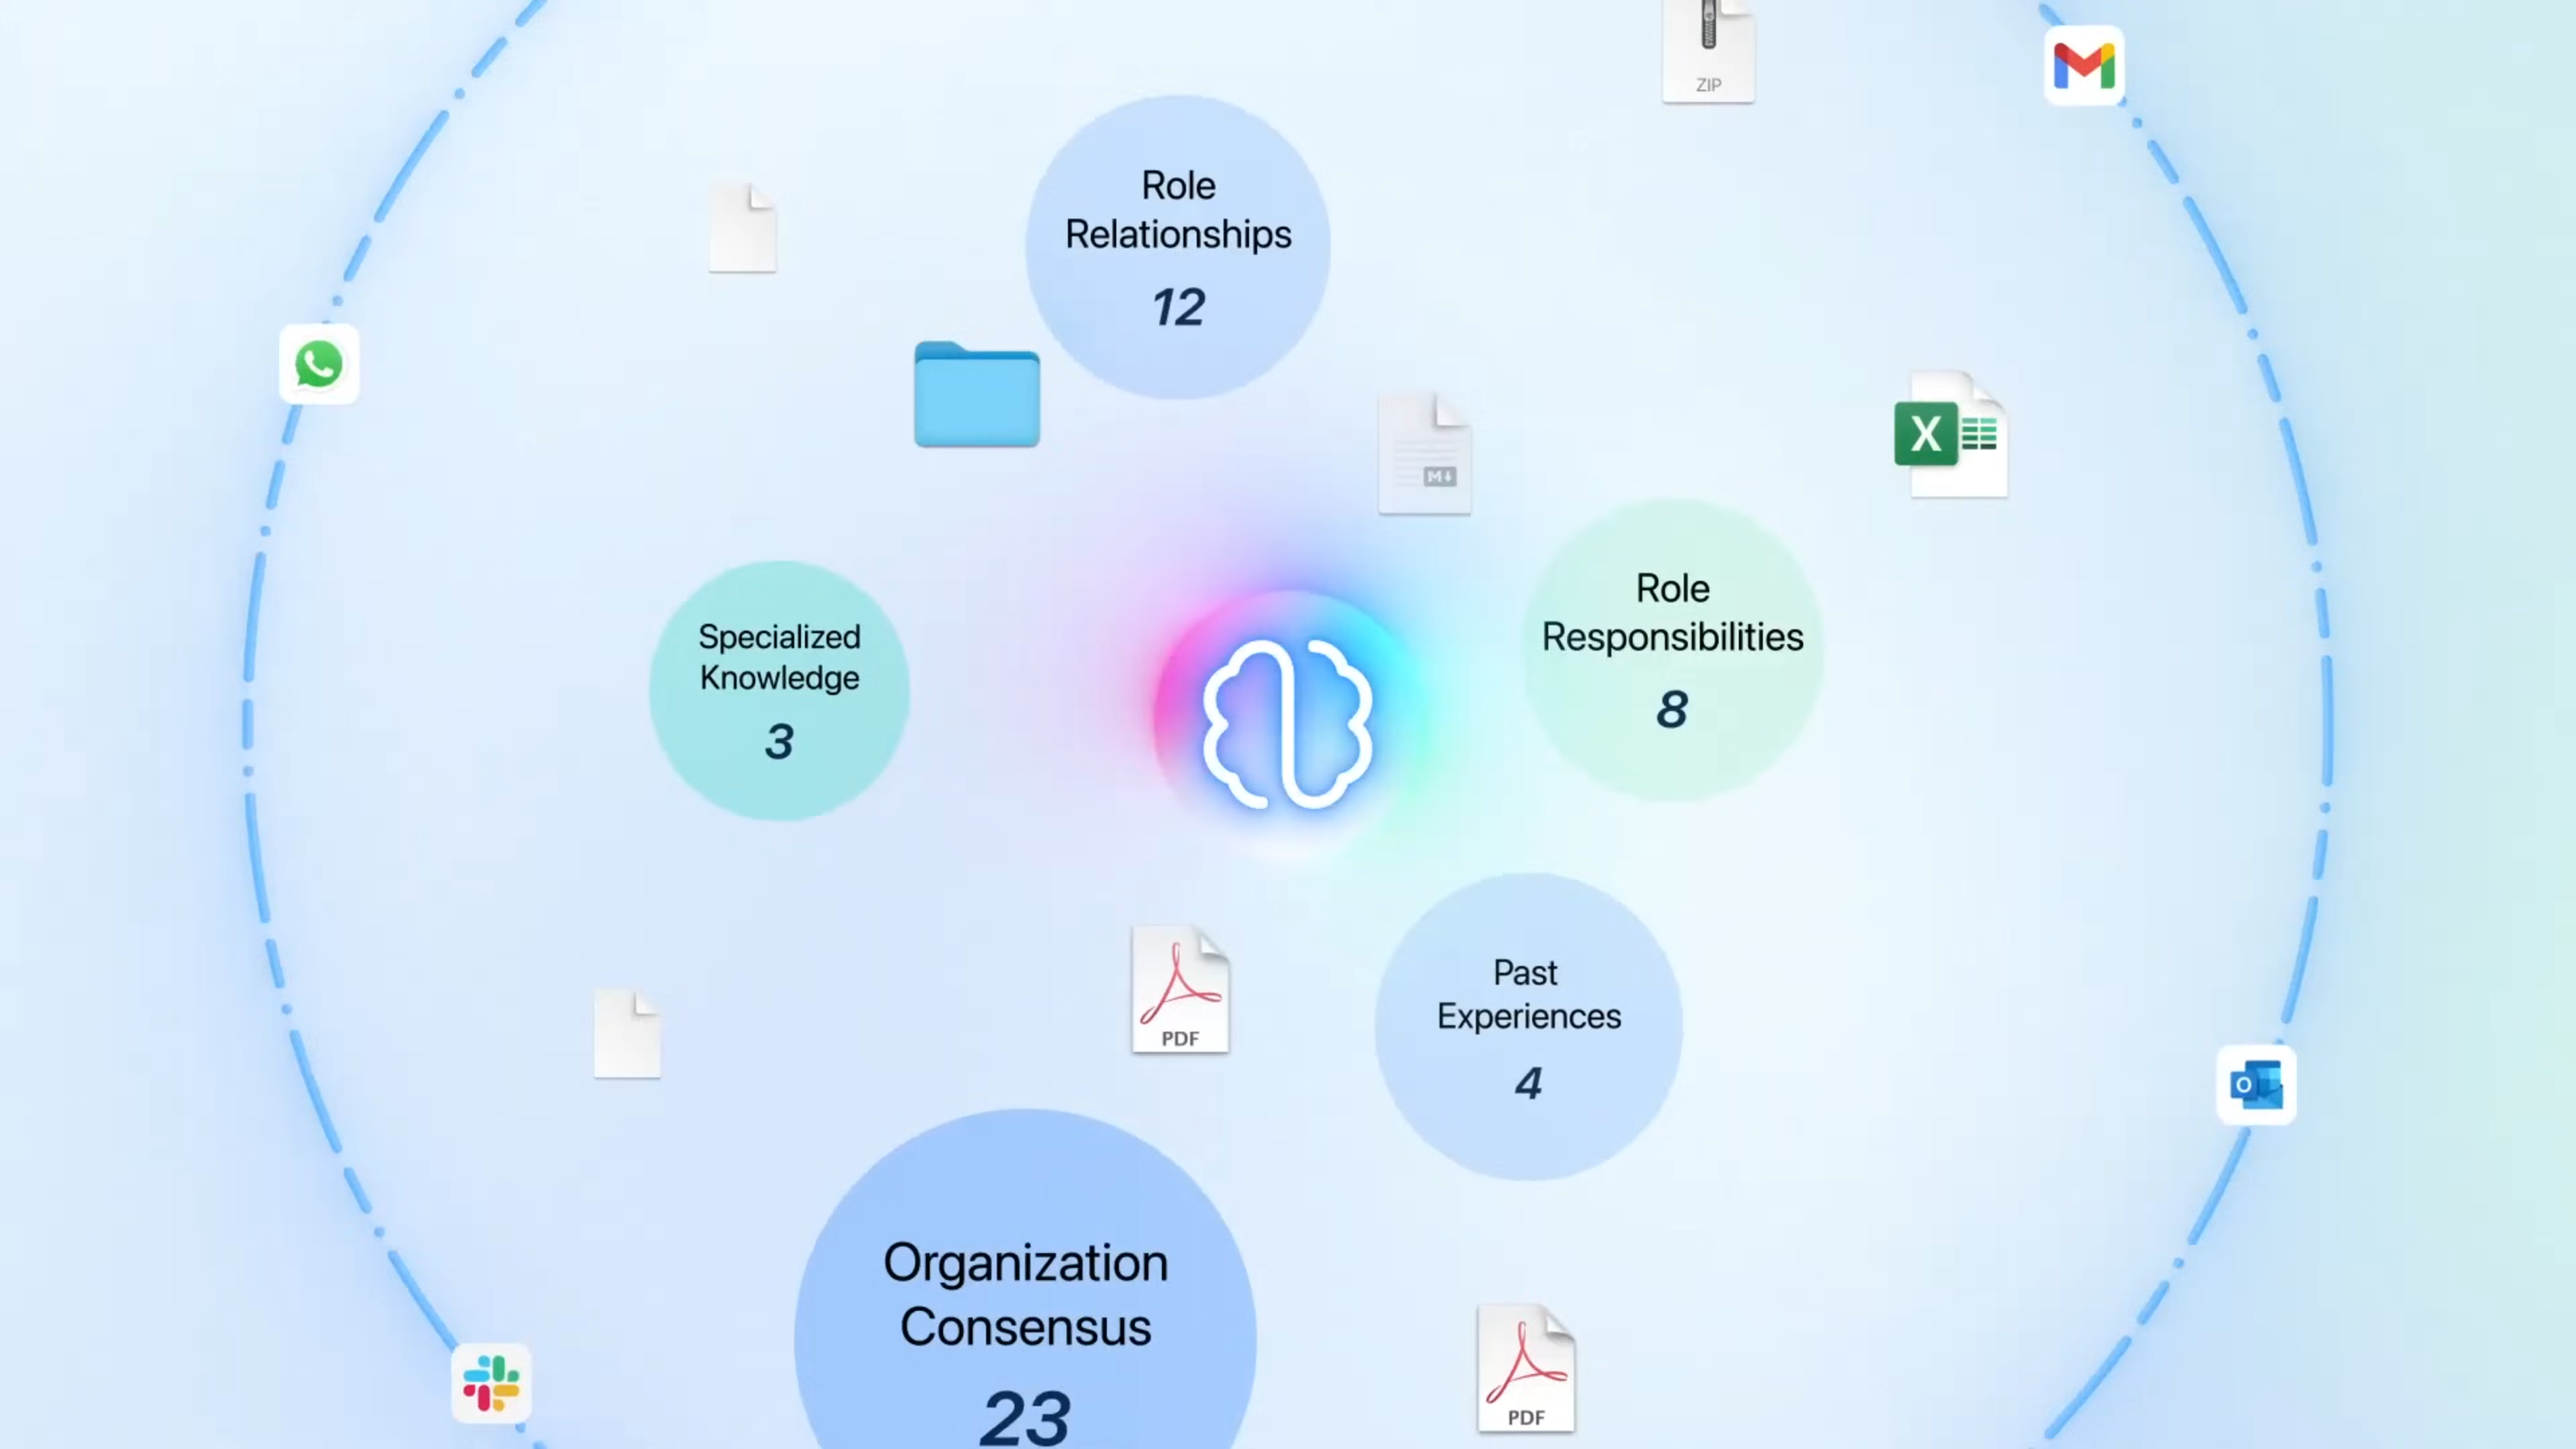 ZIP
Role
Relationships
12
M↓
X
Role
Responsibilities
8
Specialized
Knowledge
3
Past
Experiences
4
PDF
O
Organization
Consensus
23
PDF